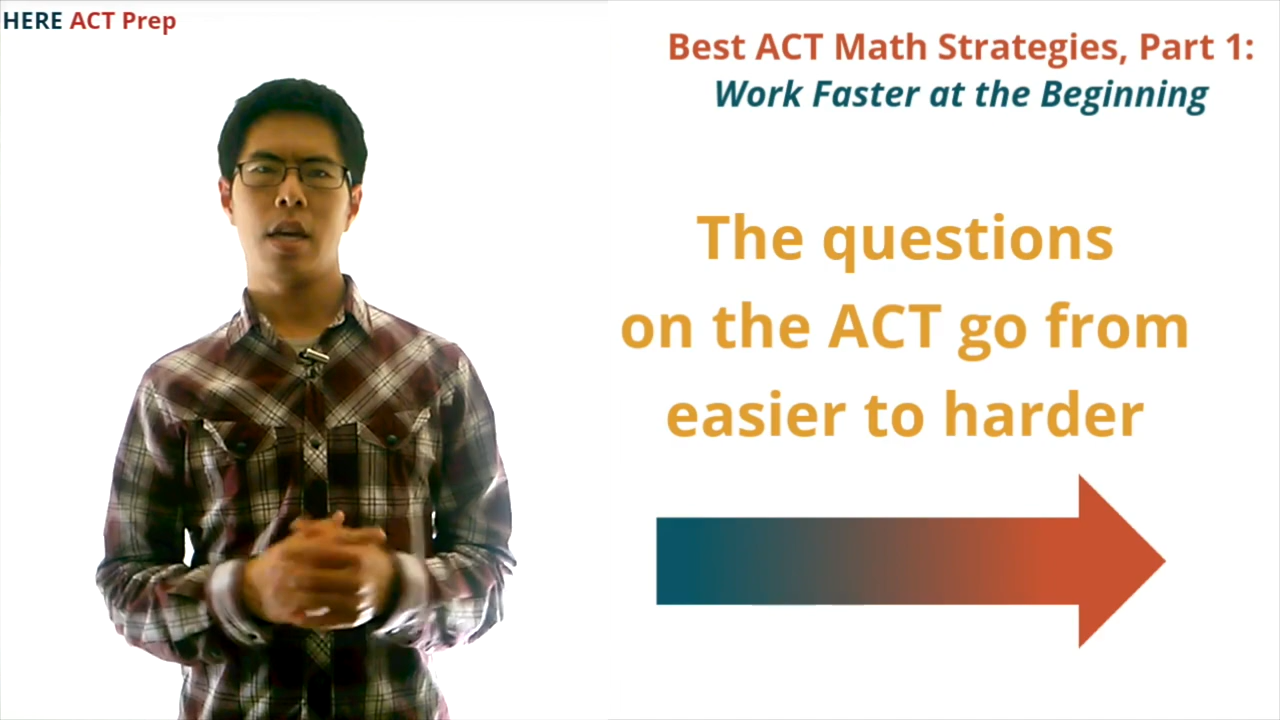 HERE ACT Prep
Best ACT Math Strategies, Part 1:
Work Faster at the Beginning
The questions
on the ACT go from
easier to harder